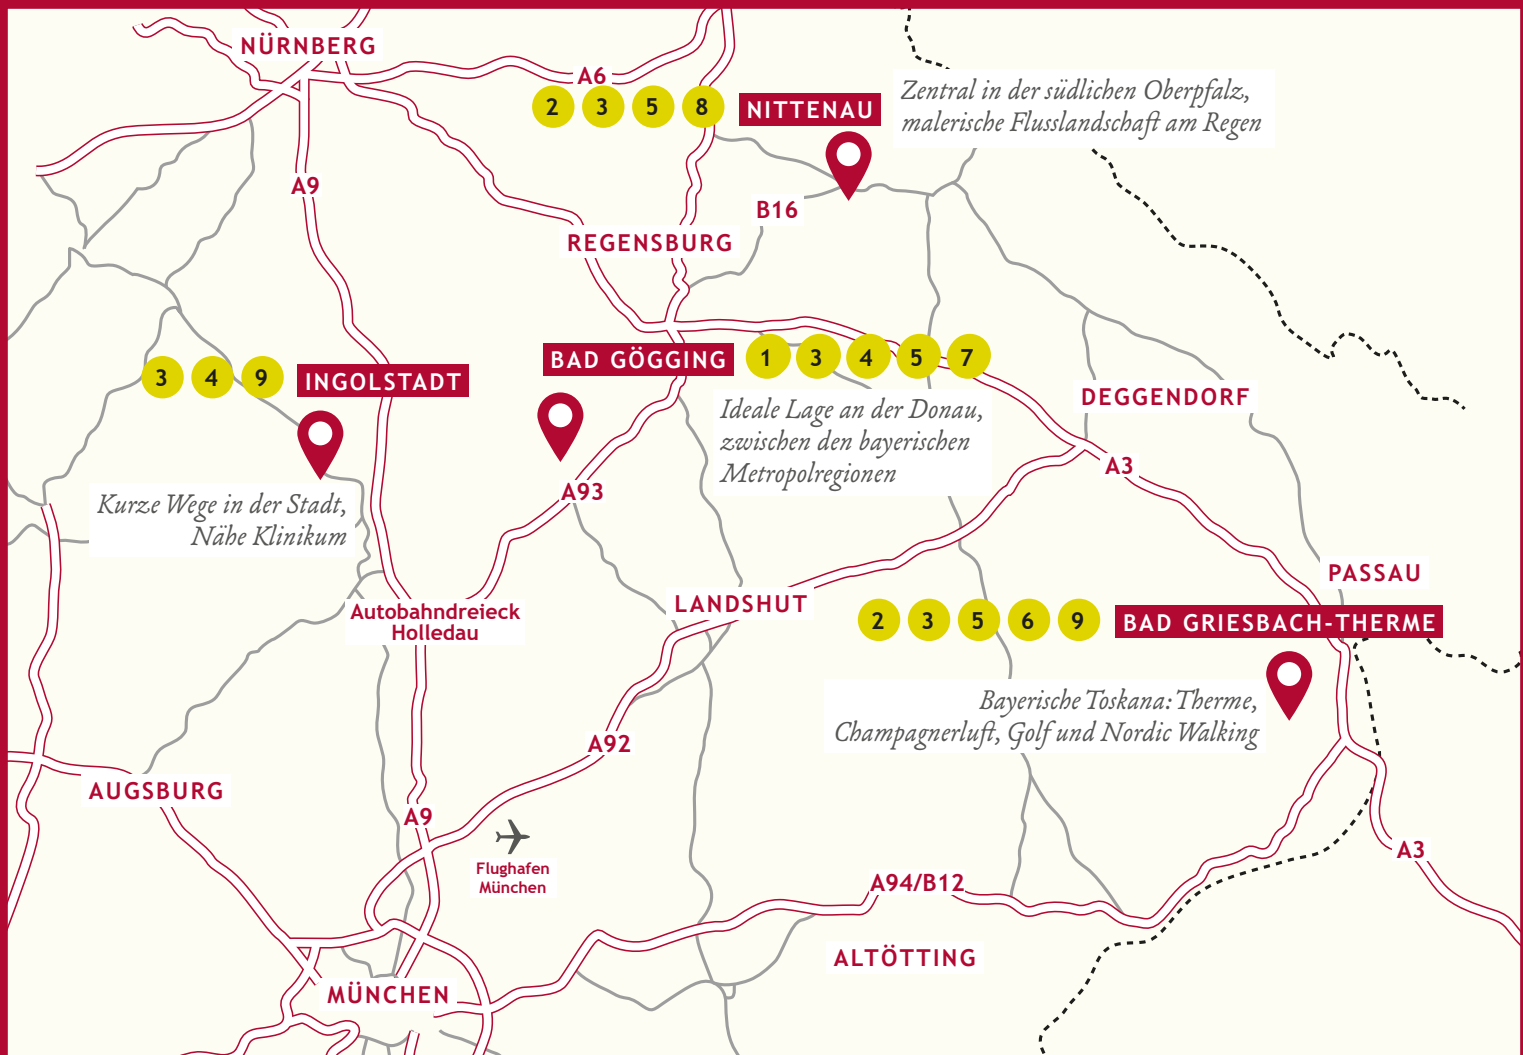 NÜRNBERG
A6
2 3 5 8
NITTENAU
Zentral in der südlichen Oberpfalz,
malerische Flusslandschaft am Regen
A9
B16
REGENSBURG
3 4 9
INGOLSTADT
BAD GÖGGING
1 3 4 5 7
Ideale Lage an der Donau,
zwischen den bayerischen
Metropolregionen
DEGGENDORF
A3
Kurze Wege in der Stadt,
Nähe Klinikum
A93
PASSAU
Autobahndreieck
Holledau
LANDSHUT
2 3 5 6 9
BAD GRIESBACH-THERME
Bayerische Toskana: Therme,
Champagnerluft, Golf und Nordic Walking
A92
AUGSBURG
A9
Flughafen
München
A3
A94/B12
ALTÖTTING
MÜNCHEN